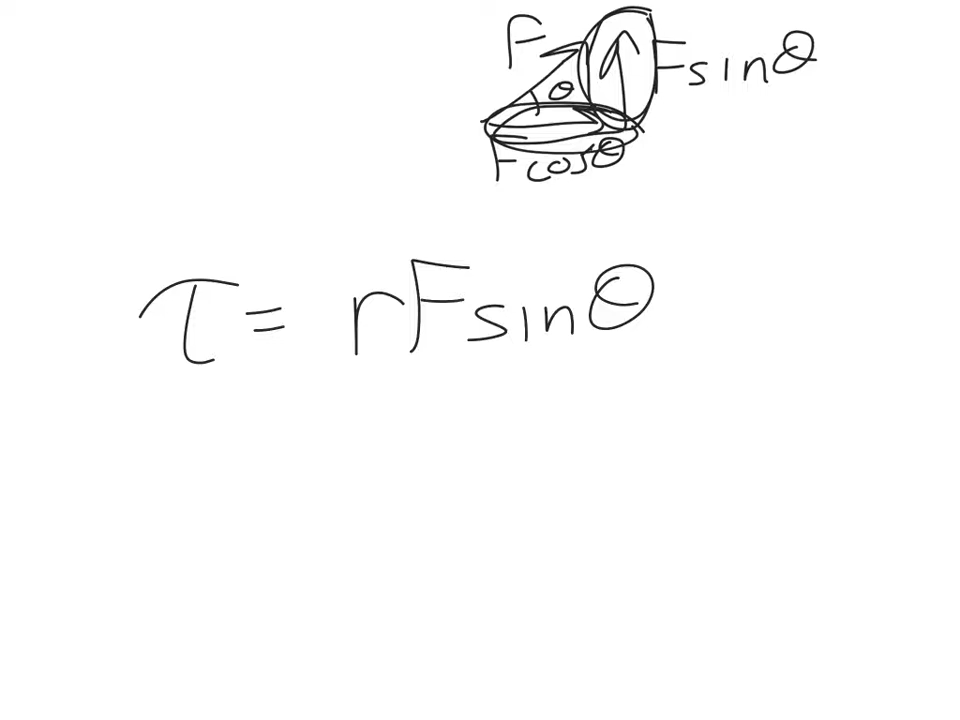 F
θ
Fsinθ
Fcosθ
τ = rFsinθ